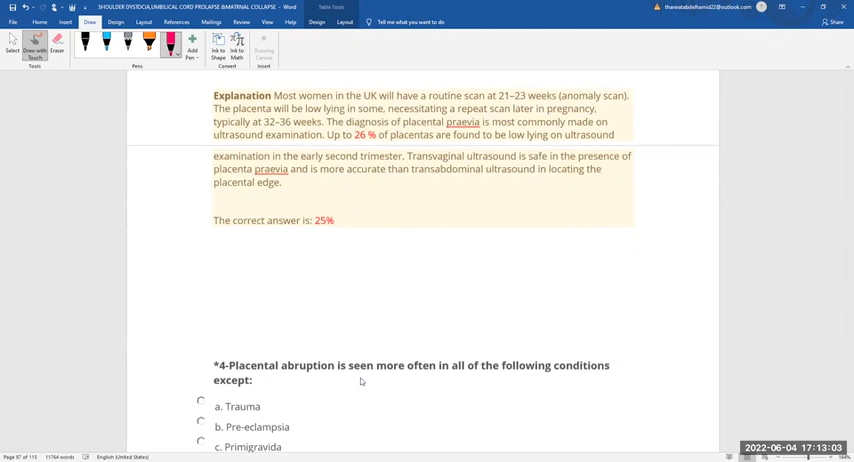 SHOULDER DYSTOCIA,UMBILICAL CORD PROLAPSE &MATENAL COLLAPSE - Word
Table Tools
tharwatabdelhamid22@outlook.com
File Home Insert Draw Design Layout References Mailings Review View Help Design Layout Tell me what you want to do
Share
Select
Draw with Touch
Eraser
Add Pen
Ink to Shape
Ink to Math
Drawing Canvas
Tools Pens Convert Insert
Explanation Most women in the UK will have a routine scan at 21–23 weeks (anomaly scan).
The placenta will be low lying in some, necessitating a repeat scan later in pregnancy,
typically at 32–36 weeks. The diagnosis of placental praevia is most commonly made on
ultrasound examination. Up to 26 % of placentas are found to be low lying on ultrasound
examination in the early second trimester. Transvaginal ultrasound is safe in the presence of
placenta praevia and is more accurate than transabdominal ultrasound in locating the
placental edge.
The correct answer is: 25%
*4-Placental abruption is seen more often in all of the following conditions
except:
a. Trauma
b. Pre-eclampsia
c. Primigravida
2022-06-04 17:13:03
Page 87 of 115 11764 words English (United States)
164%